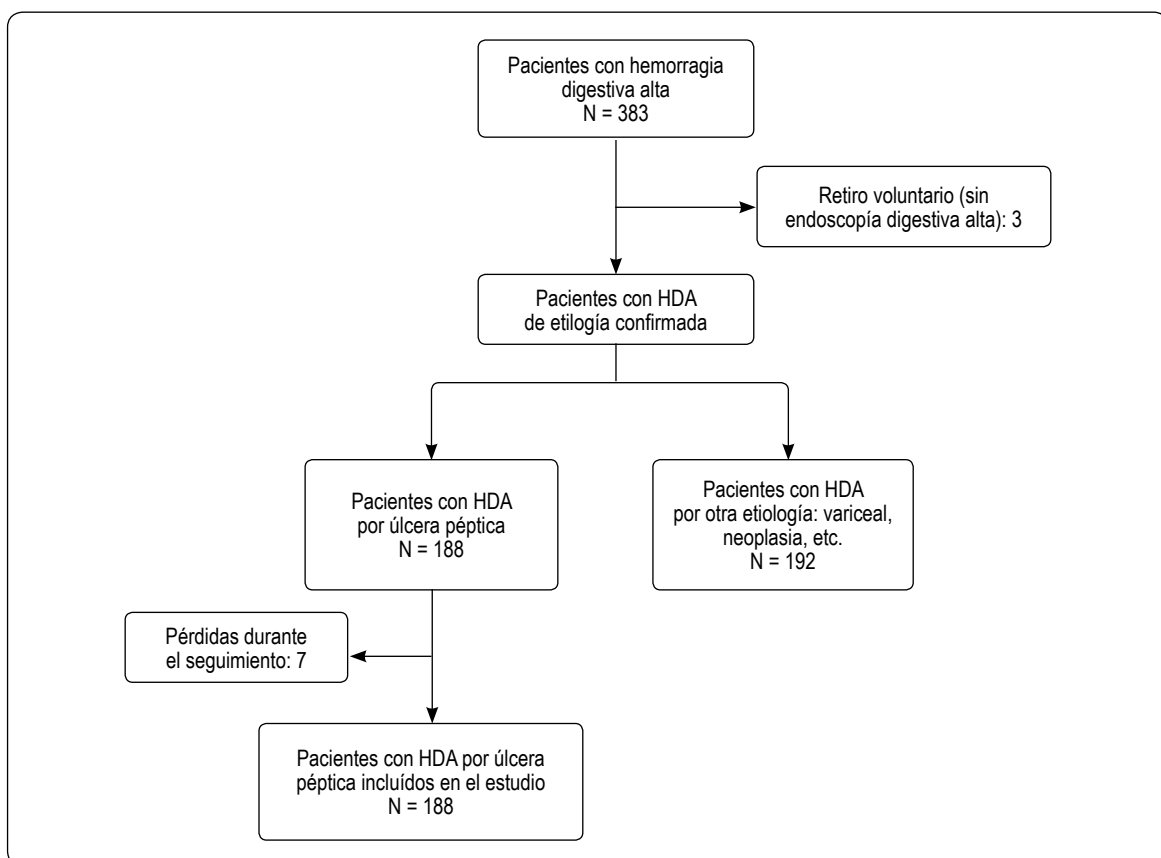 Pacientes con hemorragia
digestiva alta
N = 383
Retiro voluntario (sin
endoscopía digestiva alta): 3
Pacientes con HDA
de etilogía confirmada
Pacientes con HDA
por úlcera péptica
N = 188
Pacientes con HDA
por otra etiología: variceal,
neoplasia, etc.
N = 192
Pérdidas durante
el seguimiento: 7
Pacientes con HDA por úlcera
péptica incluídos en el estudio
N = 188